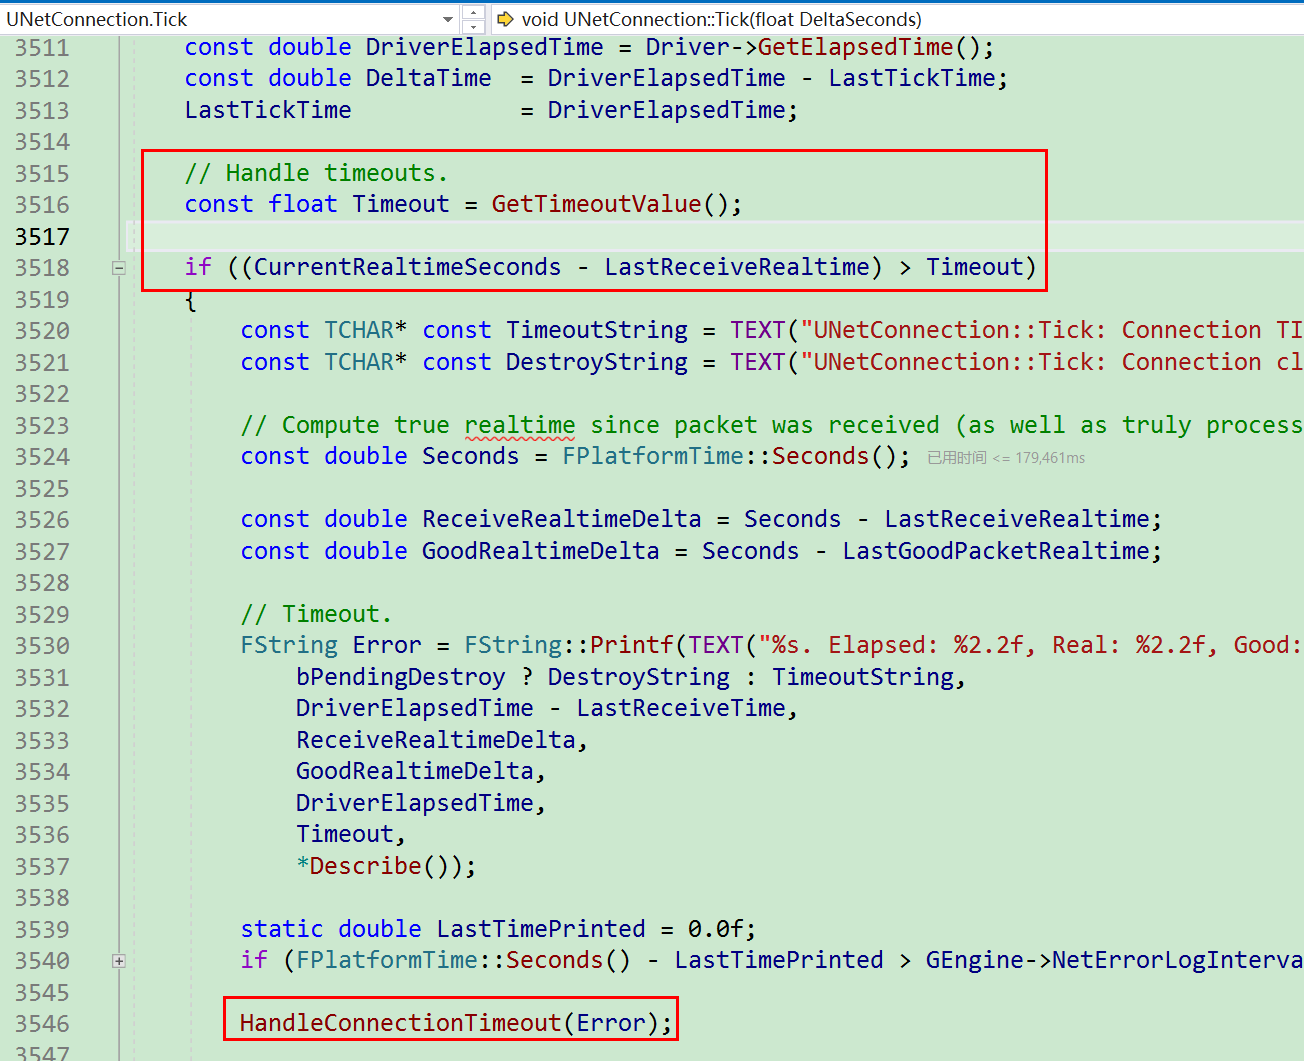 UNetConnection.Tick
void UNetConnection::Tick(float DeltaSeconds)
3511 const double DriverElapsedTime = Driver->GetElapsedTime();
3512 const double DeltaTime = DriverElapsedTime - LastTickTime;
3513 LastTickTime = DriverElapsedTime;
3514
3515 // Handle timeouts.
3516 const float Timeout = GetTimeoutValue();
3517
3518 if ((CurrentRealtimeSeconds - LastReceiveRealtime) > Timeout)
3519 {
3520 const TCHAR* const TimeoutString = TEXT("UNetConnection::Tick: Connection TI
3521 const TCHAR* const DestroyString = TEXT("UNetConnection::Tick: Connection cl
3522
3523 // Compute true realtime since packet was received (as well as truly process
3524 const double Seconds = FPlatformTime::Seconds(); 已用时间 <= 179,461ms
3525
3526 const double ReceiveRealtimeDelta = Seconds - LastReceiveRealtime;
3527 const double GoodRealtimeDelta = Seconds - LastGoodPacketRealtime;
3528
3529 // Timeout.
3530 FString Error = FString::Printf(TEXT("%s. Elapsed: %2.2f, Real: %2.2f, Good:
3531 bPendingDestroy ? DestroyString : TimeoutString,
3532 DriverElapsedTime - LastReceiveTime,
3533 ReceiveRealtimeDelta,
3534 GoodRealtimeDelta,
3535 DriverElapsedTime,
3536 Timeout,
3537 *Describe());
3538
3539 static double LastTimePrinted = 0.0f;
3540 if (FPlatformTime::Seconds() - LastTimePrinted > GEngine->NetErrorLogInterva
3545
3546 HandleConnectionTimeout(Error);
3547